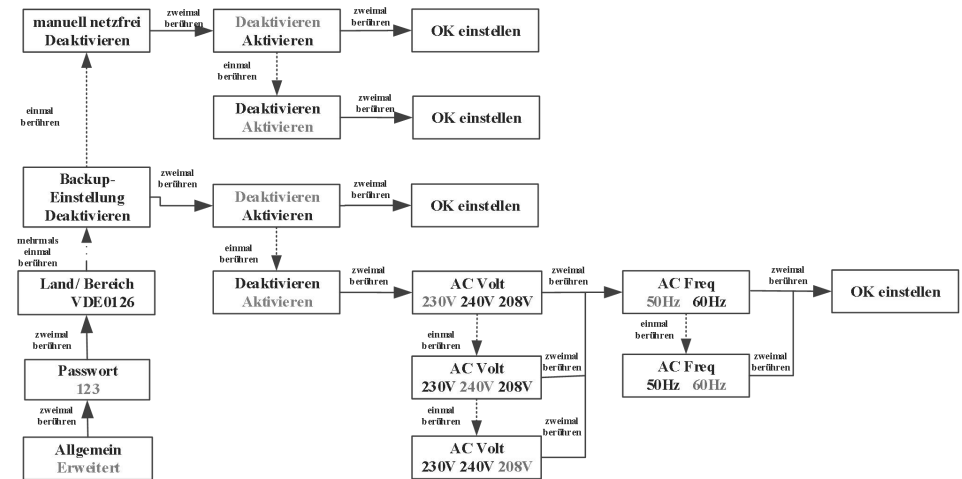 manuell netzfrei
Deaktivieren
zweimal
berühren
Deaktivieren
Aktivieren
zweimal
berühren
OK einstellen
einmal
berühren
Deaktivieren
Aktivieren
zweimal
berühren
OK einstellen
einmal
berühren
Backup-
Einstellung
Deaktivieren
zweimal
berühren
Deaktivieren
Aktivieren
zweimal
berühren
OK einstellen
einmal
berühren
mehrmals
einmal
berühren
Land/ Bereich
VDE0126
Deaktivieren
Aktivieren
zweimal
berühren
AC Volt
230V 240V 208V
zweimal
berühren
AC Freq
50Hz 60Hz
zweimal
berühren
OK einstellen
einmal
berühren
einmal
berühren
zweimal
berühren
Passwort
123
AC Volt
230V 240V 208V
zweimal
berühren
AC Freq
50Hz 60Hz
zweimal
berühren
einmal
berühren
zweimal
berühren
Allgemein
Erweitert
AC Volt
230V 240V 208V
zweimal
berühren